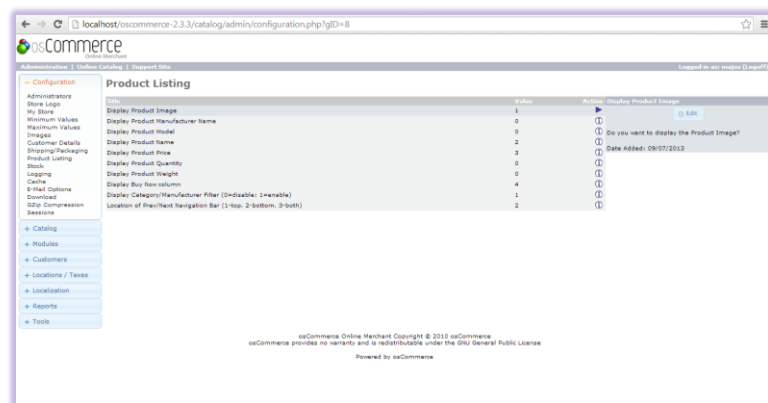 localhost/oscommerce-2.3.3/catalog/admin/configuration.php?gID=8
osCommerce
Online Merchant
Administration | Online Catalog | Support Site
Logged in as: majos (Logoff)
− Configuration
Administrators
Store Logo
My Store
Minimum Values
Maximum Values
Images
Customer Details
Shipping/Packaging
Product Listing
Stock
Logging
Cache
E-Mail Options
Download
GZip Compression
Sessions
+ Catalog
+ Modules
+ Customers
+ Locations / Taxes
+ Localization
+ Reports
+ Tools
Product Listing
Title Value Action
Display Product Image 1
Display Product Manufacturer Name 0
Display Product Model 0
Display Product Name 2
Display Product Price 3
Display Product Quantity 0
Display Product Weight 0
Display Buy Now column 4
Display Category/Manufacturer Filter (0=disable; 1=enable) 1
Location of Prev/Next Navigation Bar (1-top, 2-bottom, 3-both) 2
Display Product Image
Edit
Do you want to display the Product Image?
Date Added: 09/07/2013
osCommerce Online Merchant Copyright © 2010 osCommerce
osCommerce provides no warranty and is redistributable under the GNU General Public License
Powered by osCommerce